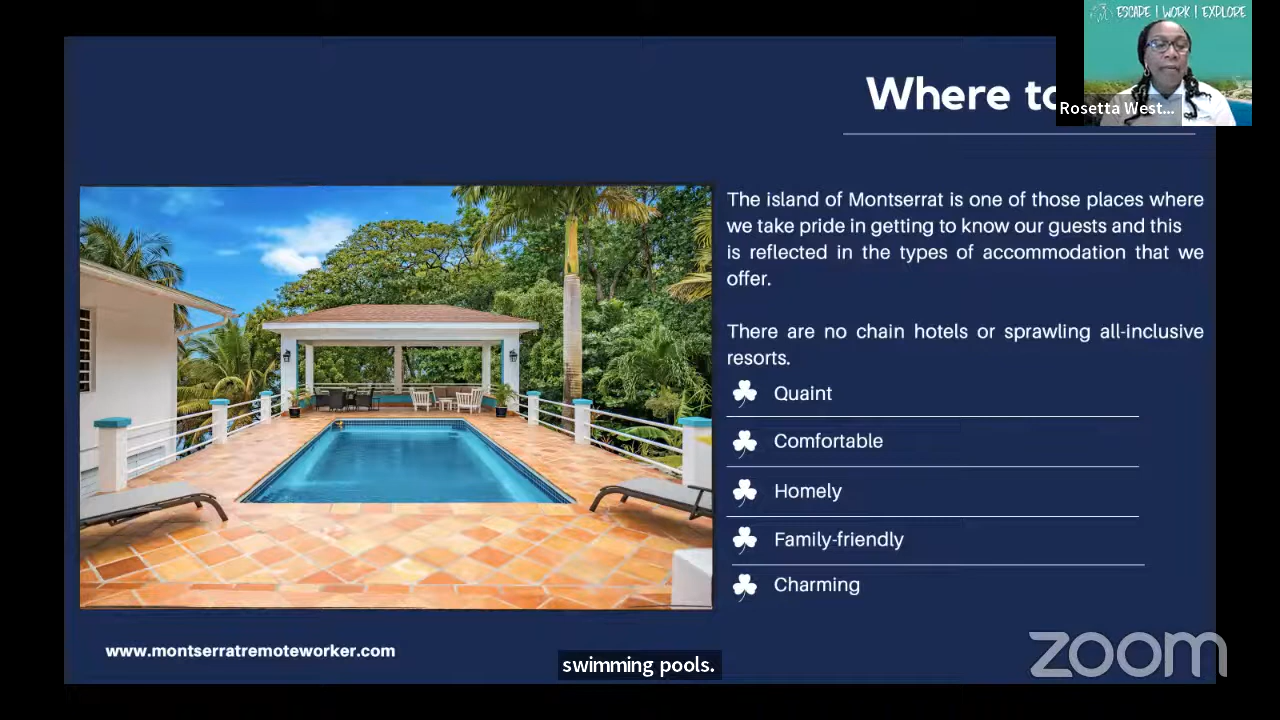 ESCAPE | WORK | EXPLORE
Where to
Rosetta West...
The island of Montserrat is one of those places where
we take pride in getting to know our guests and this
is reflected in the types of accommodation that we
offer.
There are no chain hotels or sprawling all-inclusive
resorts.
Quaint
Comfortable
Homely
Family-friendly
Charming
www.montserratremoteworker.com
swimming pools.
zoom